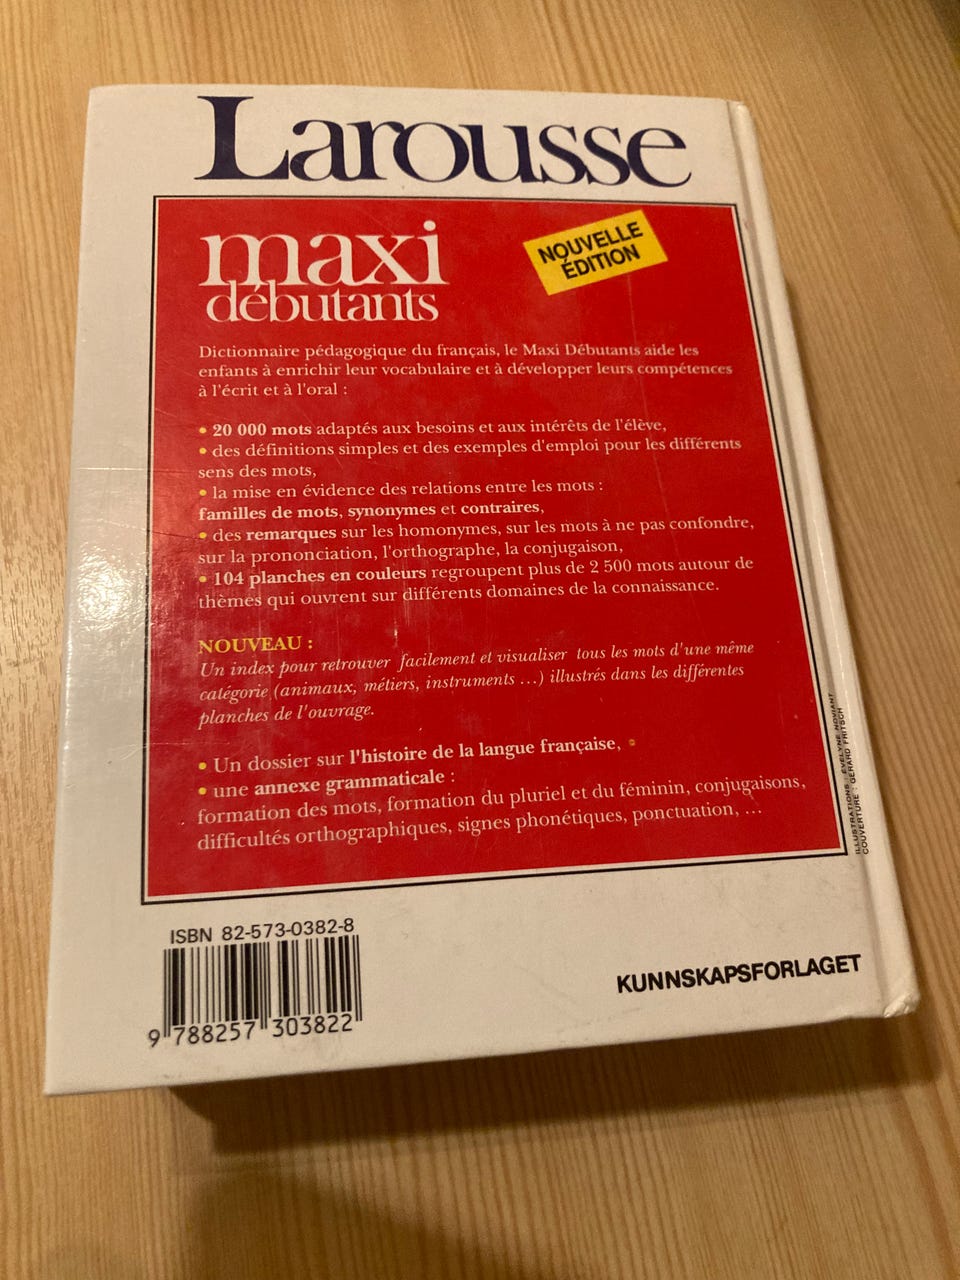 Larousse
maxi
débutants
NOUVELLE
ÉDITION
Dictionnaire pédagogique du français, le Maxi Débutants aide les
enfants à enrichir leur vocabulaire et à développer leurs compétences
à l'écrit et à l'oral :
• 20 000 mots adaptés aux besoins et aux intérêts de l'élève,
• des définitions simples et des exemples d'emploi pour les différents
sens des mots,
• la mise en évidence des relations entre les mots :
familles de mots, synonymes et contraires,
• des remarques sur les homonymes, sur les mots à ne pas confondre,
sur la prononciation, l'orthographe, la conjugaison,
• 104 planches en couleurs regroupent plus de 2 500 mots autour de
thèmes qui ouvrent sur différents domaines de la connaissance.
NOUVEAU :
Un index pour retrouver facilement et visualiser tous les mots d'une même
catégorie (animaux, métiers, instruments ...) illustrés dans les différentes
planches de l'ouvrage.
• Un dossier sur l'histoire de la langue française,
• une annexe grammaticale :
formation des mots, formation du pluriel et du féminin, conjugaisons,
difficultés orthographiques, signes phonétiques, ponctuation, ...
ILLUSTRATIONS : ÉVELYNE NOVIANT
COUVERTURE : GÉRARD FRITSCH
ISBN 82-573-0382-8
9 788257 303822
KUNNSKAPSFORLAGET